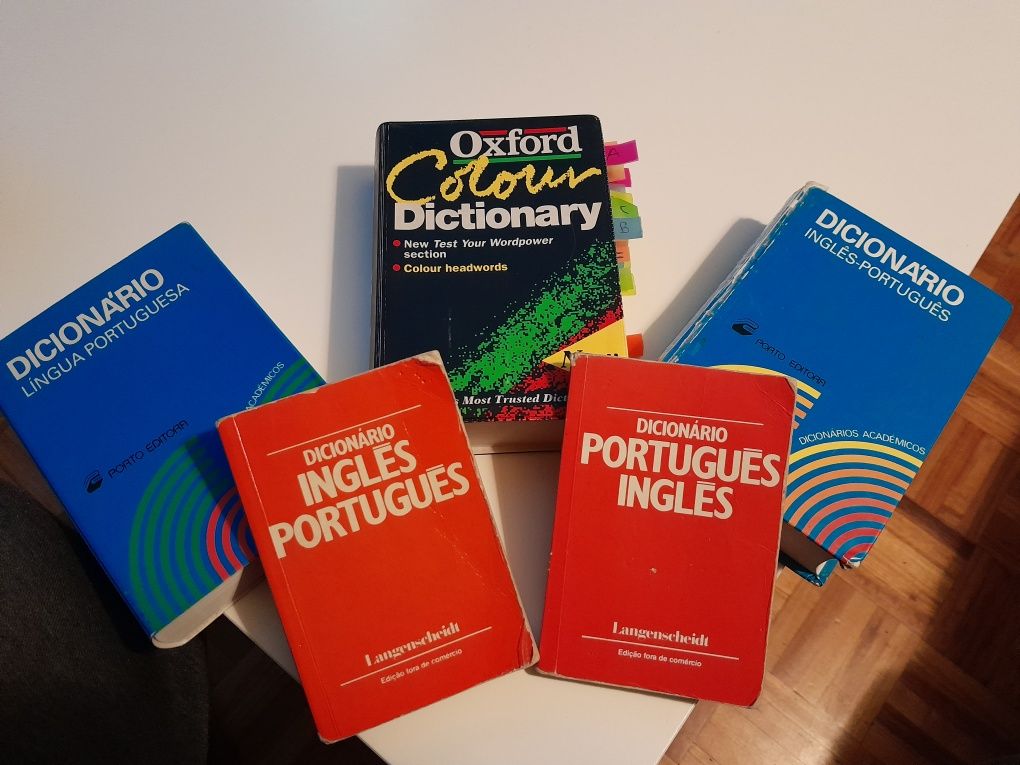 Oxford
Colour
Dictionary
New Test Your Wordpower
section
Colour headwords
Most Trusted
A
C
B
DICIONÁRIO
LÍNGUA PORTUGUESA
PORTO EDITORA
ACADÉMICOS
DICIONÁRIO
INGLÊS-PORTUGUÊS
PORTO EDITORA
DICIONÁRIOS ACADÉMICOS
DICIONÁRIO
INGLÊS
PORTUGUÊS
Langenscheidt
Edição fora de comércio
DICIONÁRIO
PORTUGUÊS
INGLÊS
Langenscheidt
Edição fora de comércio